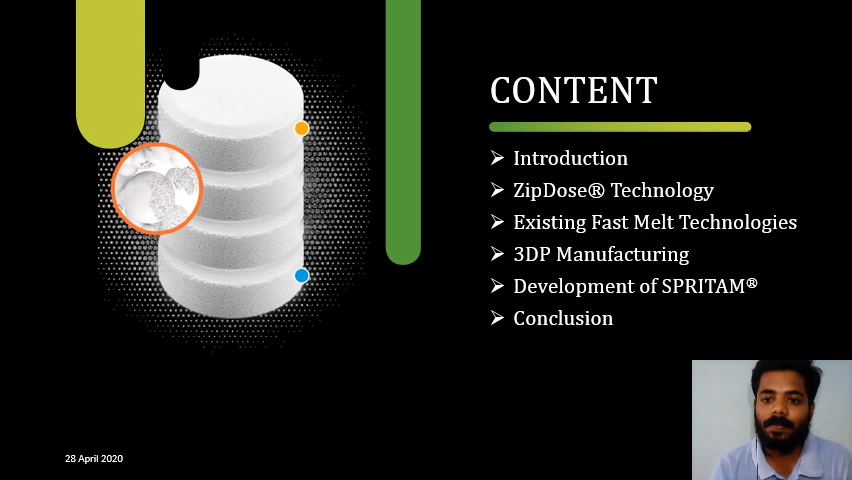 CONTENT
Introduction
ZipDose® Technology
Existing Fast Melt Technologies
3DP Manufacturing
Development of SPRITAM®
Conclusion
28 April 2020